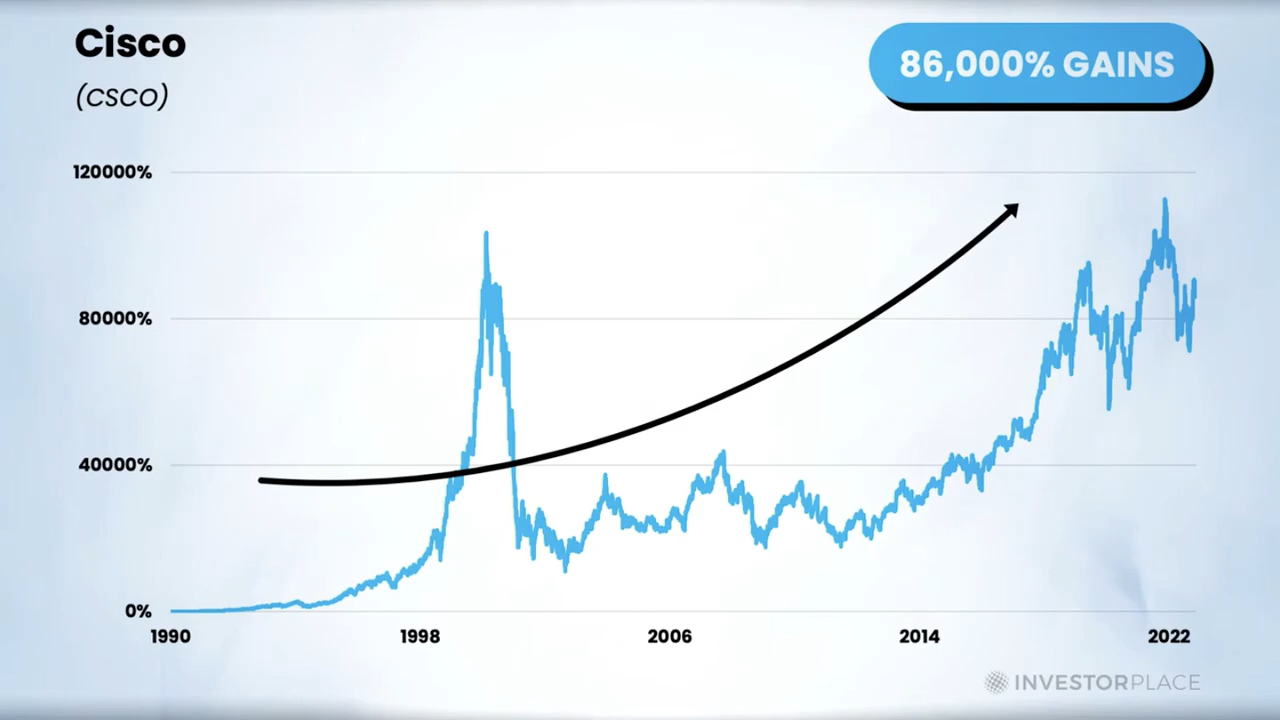 Cisco
86,000% GAINS
(CSCO)
120000%
80000%
40000%
0%
1990 1998 2006 2014 2022
INVESTORPLACE